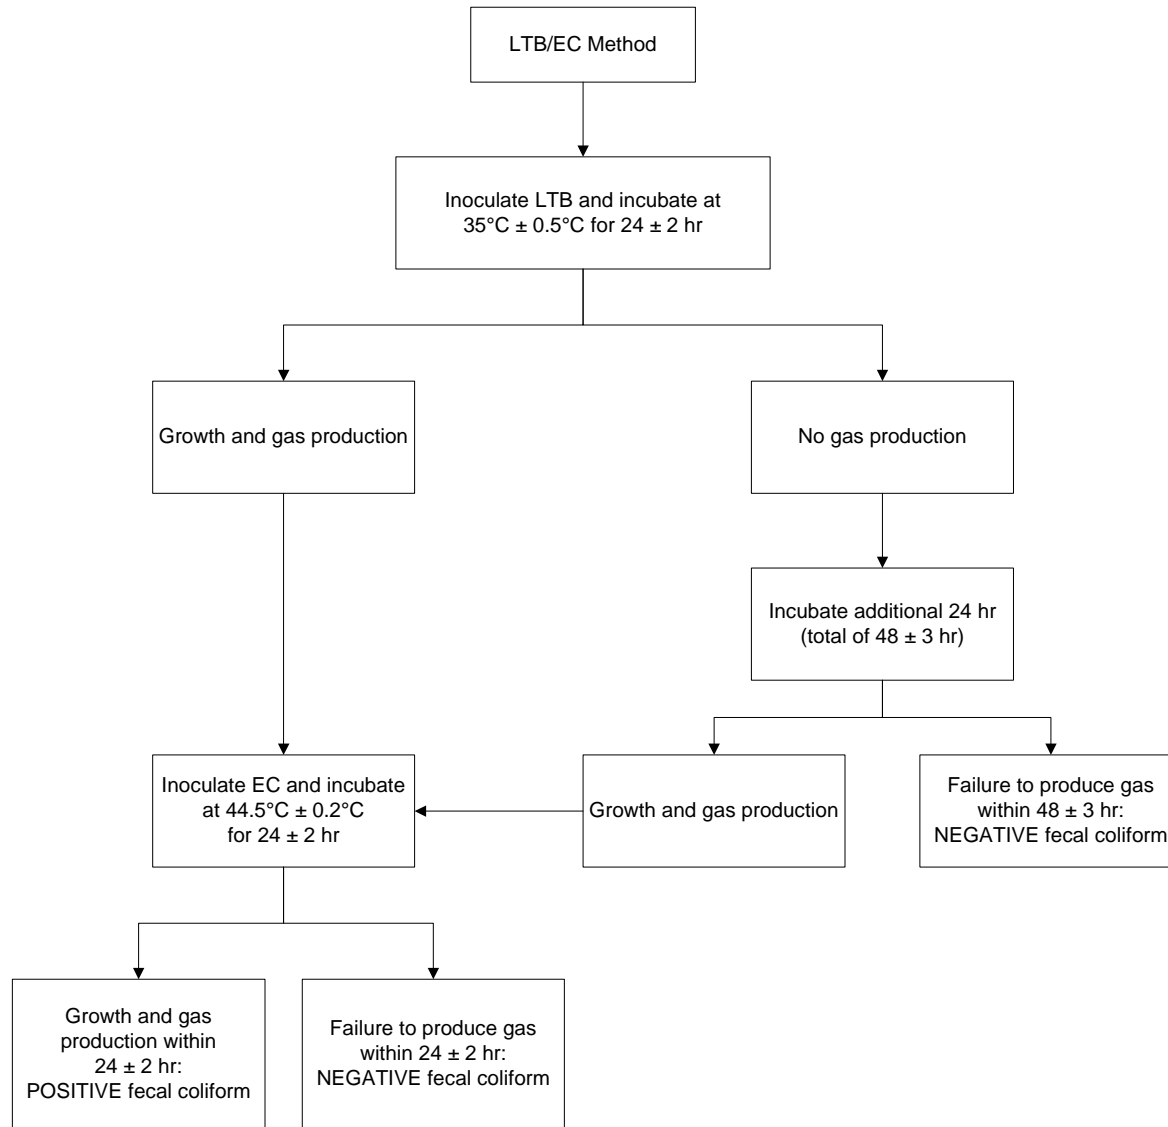 LTB/EC Method
Inoculate LTB and incubate at
35°C ± 0.5°C for 24 ± 2 hr
Growth and gas production
No gas production
Incubate additional 24 hr
(total of 48 ± 3 hr)
Inoculate EC and incubate
at 44.5°C ± 0.2°C
for 24 ± 2 hr
Growth and gas production
Failure to produce gas
within 48 ± 3 hr:
NEGATIVE fecal coliform
Growth and gas
production within
24 ± 2 hr:
POSITIVE fecal coliform
Failure to produce gas
within 24 ± 2 hr:
NEGATIVE fecal coliform